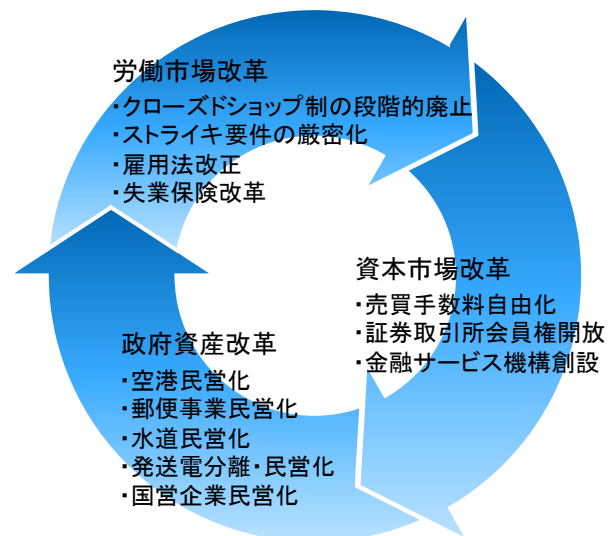 労働市場改革
・クローズドショップ制の段階的廃止
・ストライキ要件の厳密化
・雇用法改正
・失業保険改革
資本市場改革
・売買手数料自由化
・証券取引所会員権開放
・金融サービス機構創設
政府資産改革
・空港民営化
・郵便事業民営化
・水道民営化
・発送電分離・民営化
・国営企業民営化